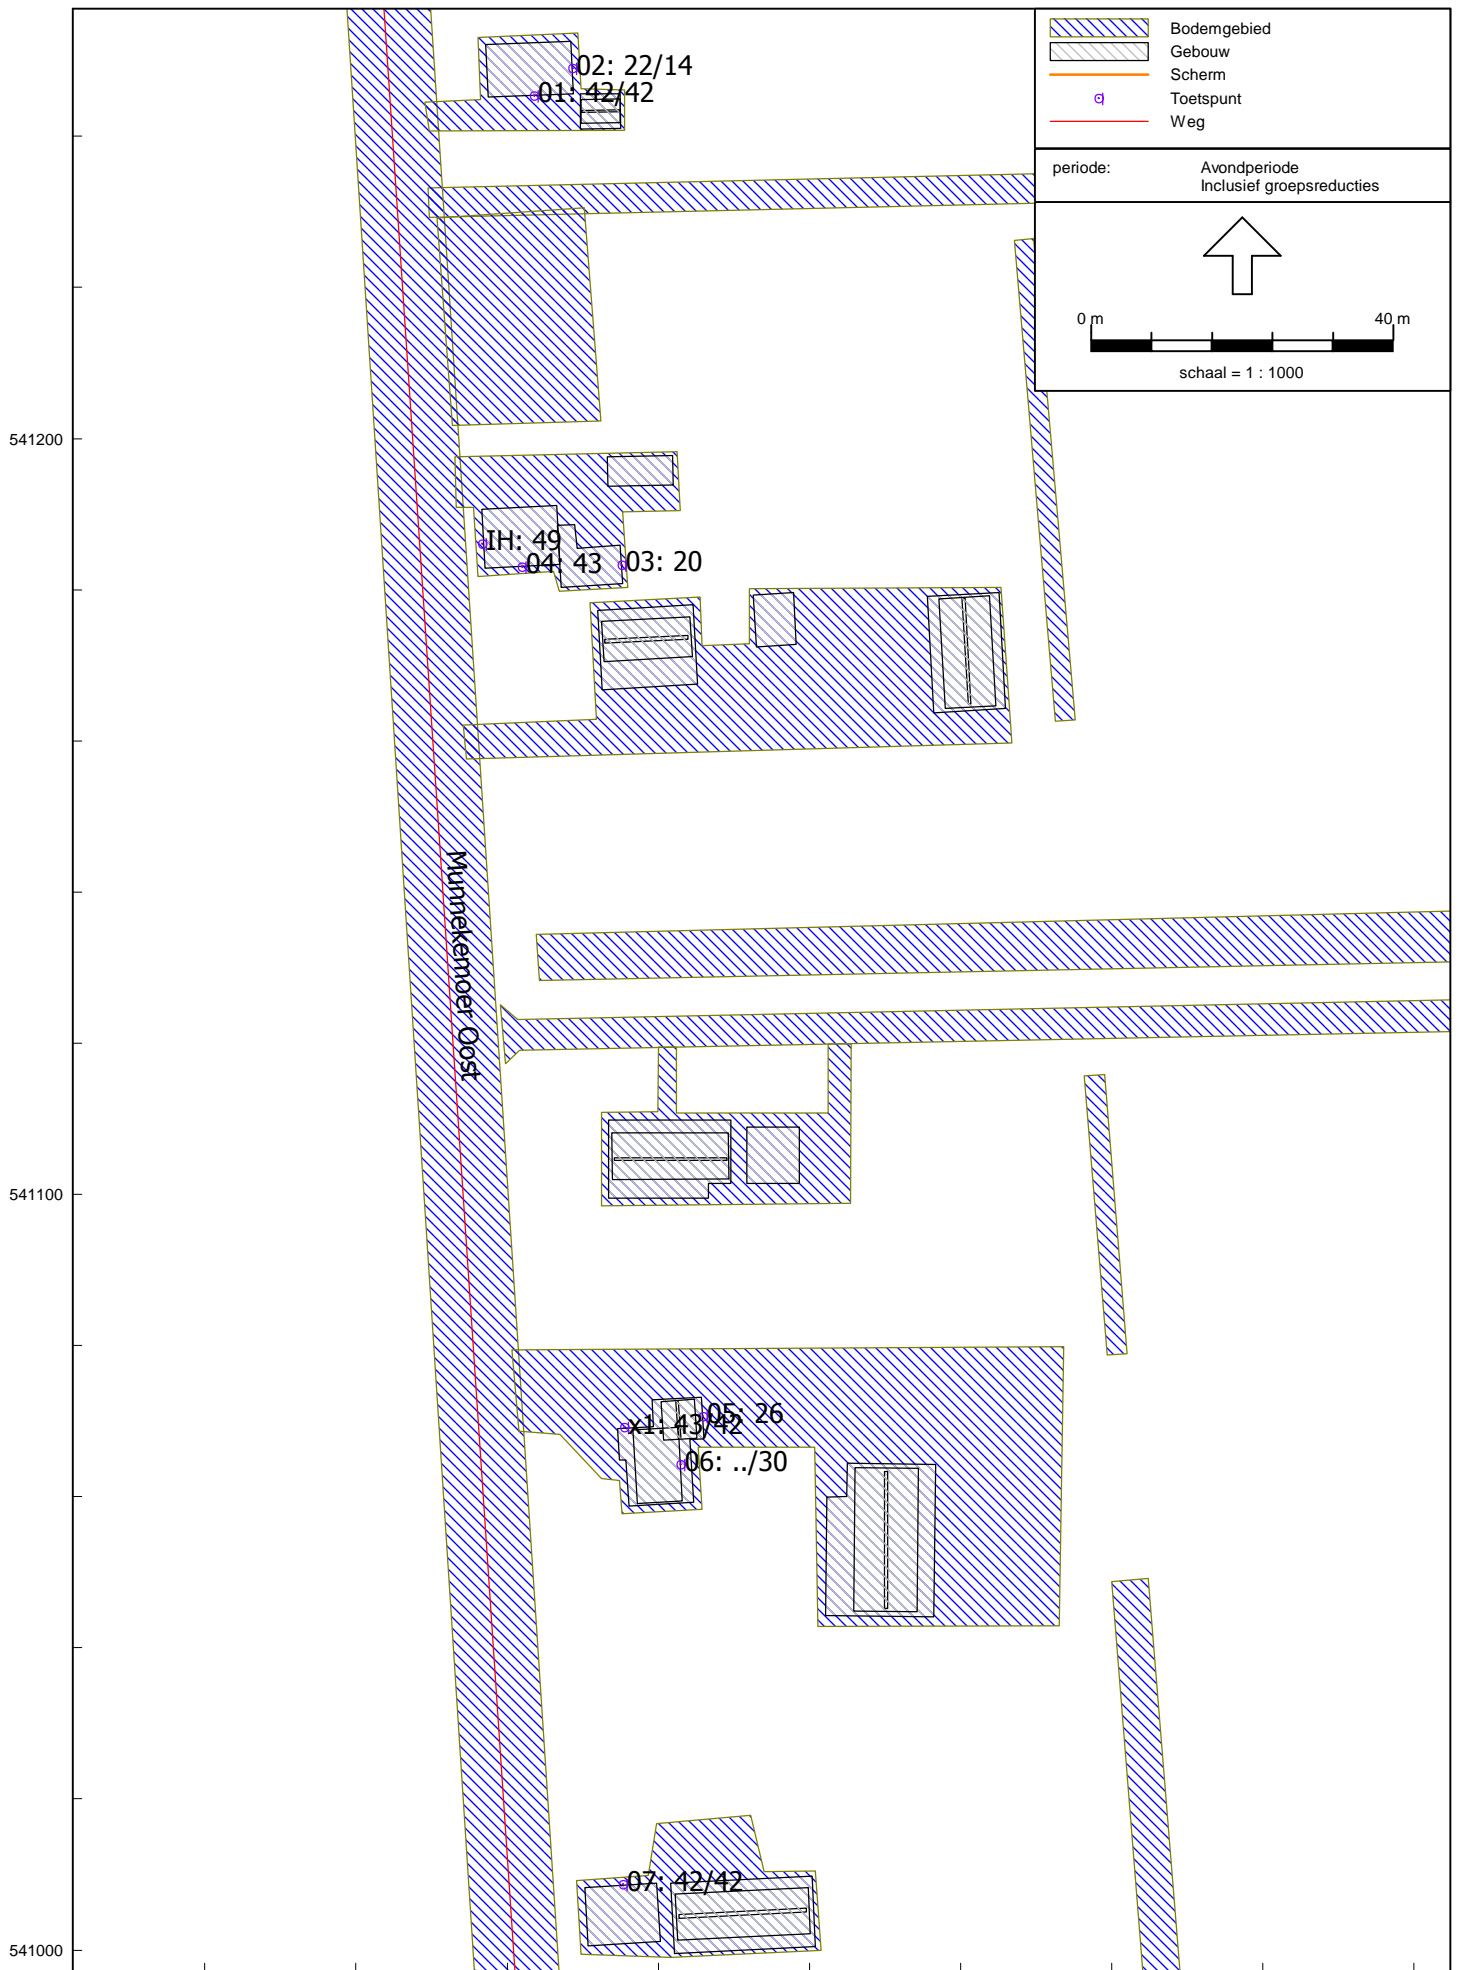 Bodemgebied
Gebouw
Scherm
Toetspunt
Weg
periode: Avondperiode
Inclusief groepsreducties
0 m 40 m
schaal = 1 : 1000
02: 22/14
01: 42/42
541200
IH: 49
04: 43
03: 20
Munnekemoer Oost
541100
05: 26
x1: 43/42
06: ../30
07: 42/42
541000